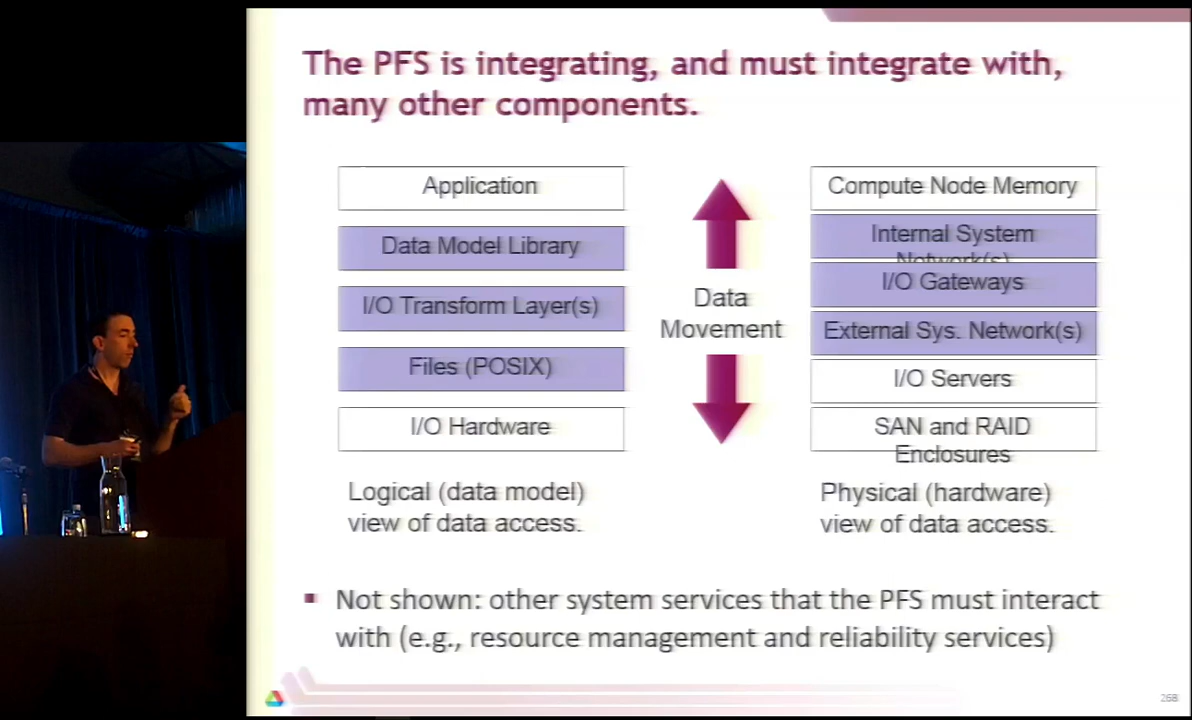 The PFS is integrating, and must integrate with,
many other components.
Application
Data Model Library
I/O Transform Layer(s)
Files (POSIX)
I/O Hardware
Logical (data model)
view of data access.
Data
Movement
Compute Node Memory
Internal System
Network(s)
I/O Gateways
External Sys. Network(s)
I/O Servers
SAN and RAID
Enclosures
Physical (hardware)
view of data access.
Not shown: other system services that the PFS must interact
with (e.g., resource management and reliability services)
268